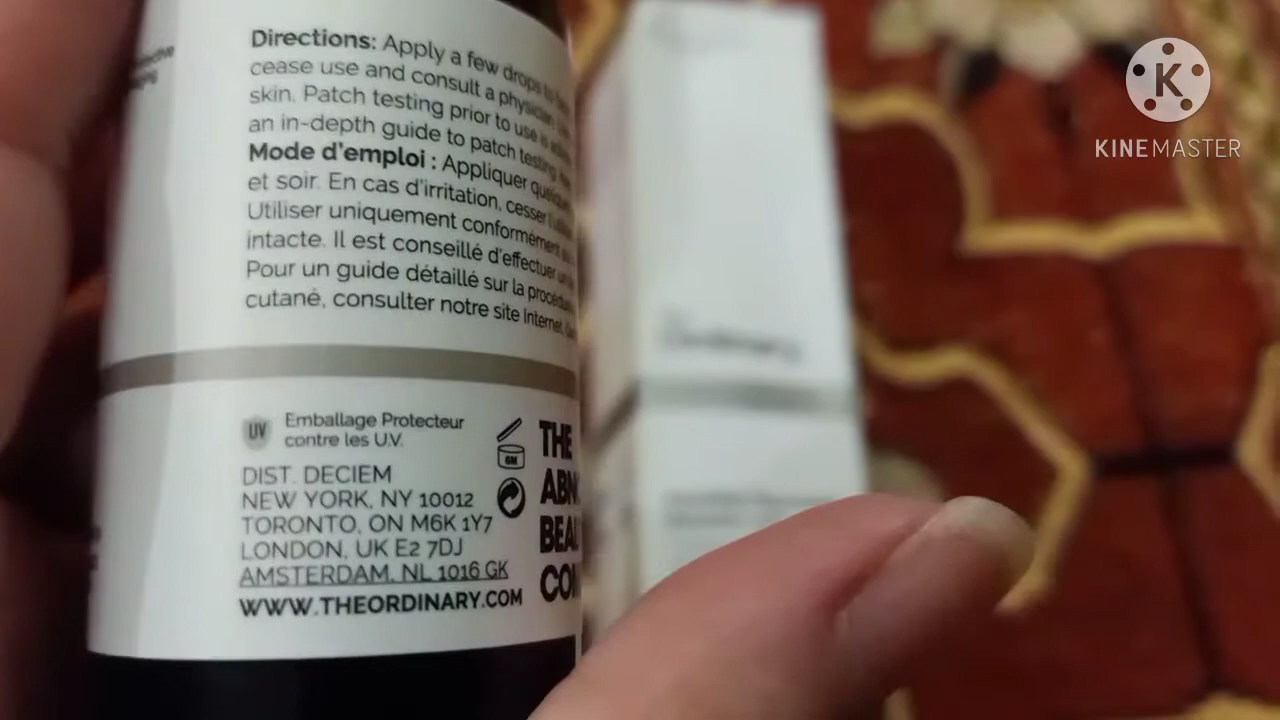 Directions: Apply a few drops
cease use and consult a physician
skin. Patch testing prior to use is
an in-depth guide to patch testing
Mode d'emploi : Appliquer
et soir. En cas d'irritation, cesser
Utiliser uniquement conformément
intacte. Il est conseillé d'effectuer
Pour un guide détaillé sur la
cutané, consulter notre site Internet,
UV
Emballage Protecteur
contre les U.V.
DIST. DECIEM
NEW YORK, NY 10012
TORONTO, ON M6K 1Y7
LONDON, UK E2 7DJ
AMSTERDAM, NL 1016 GK
WWW.THEORDINARY.COM
6M
THE
K
KINEMASTER